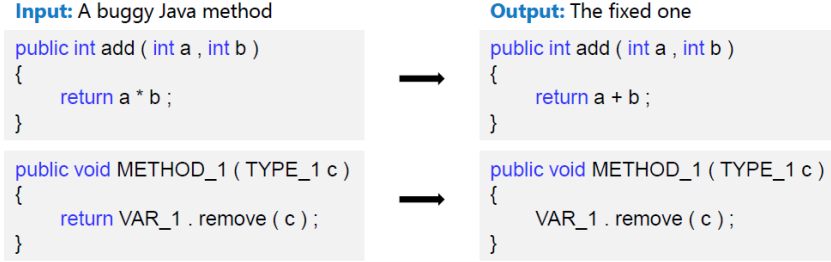 Input: A buggy Java method
Output: The fixed one
public int add ( int a , int b )
{
return a * b ;
}
public int add ( int a , int b )
{
return a + b ;
}
public void METHOD_1 ( TYPE_1 c )
{
return VAR_1 . remove ( c ) ;
}
public void METHOD_1 ( TYPE_1 c )
{
VAR_1 . remove ( c ) ;
}